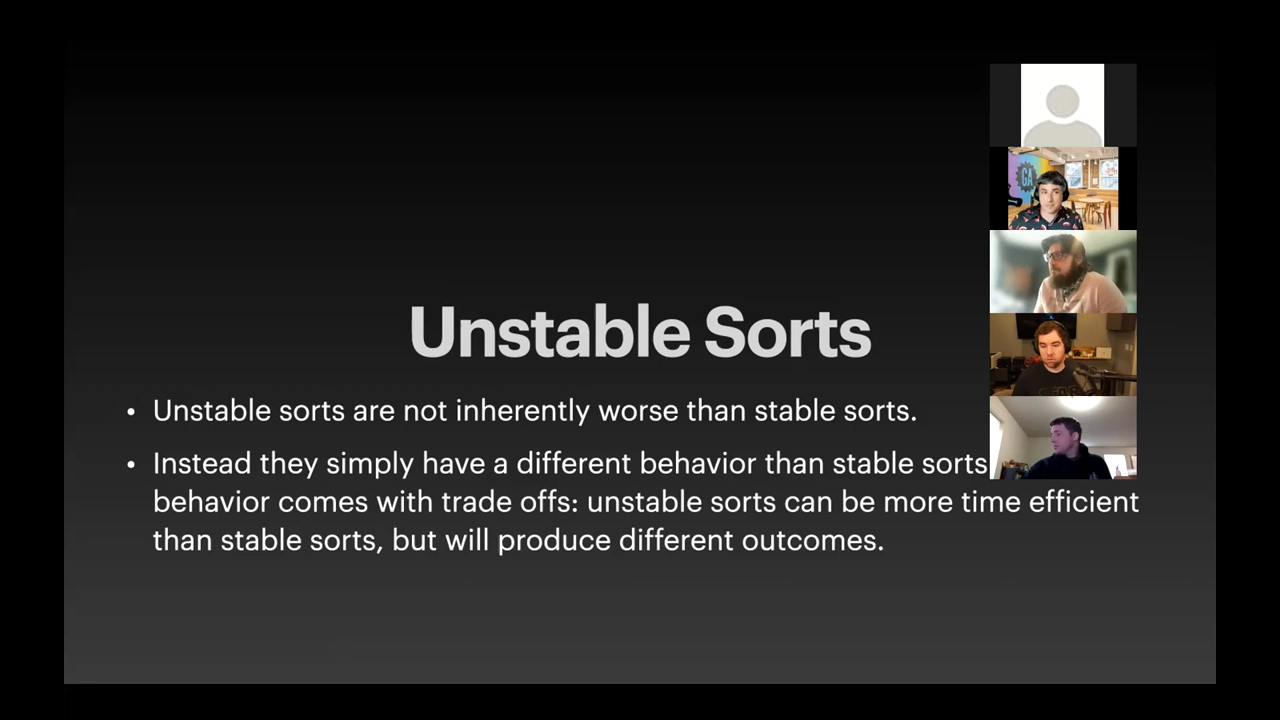 GA
Unstable Sorts
• Unstable sorts are not inherently worse than stable sorts.
• Instead they simply have a different behavior than stable sorts
behavior comes with trade offs: unstable sorts can be more time efficient
than stable sorts, but will produce different outcomes.